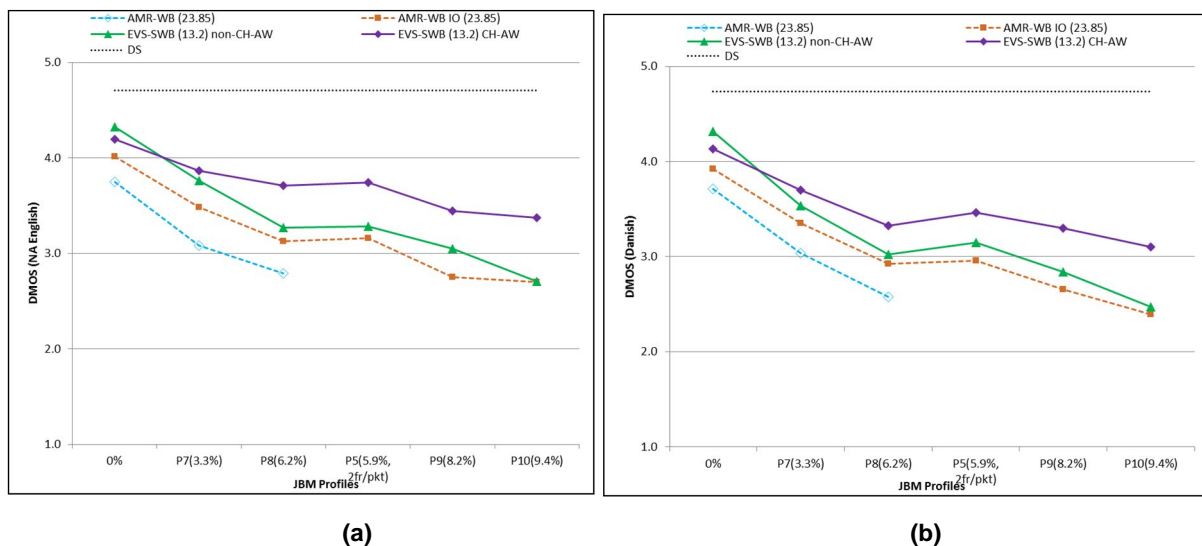 AMR-WB (23.85) AMR-WB IO (23.85)
EVS-SWB (13.2) non-CH-AW EVS-SWB (13.2) CH-AW
DS
5.0
4.0
3.0
2.0
1.0
DMOS (NA English)
0% P7(3.3%) P8(6.2%) P5(5.9%, P9(8.2%) P10(9.4%)
2fr/pkt)
JBM Profiles
(a)
AMR-WB (23.85) AMR-WB IO (23.85)
EVS-SWB (13.2) non-CH-AW EVS-SWB (13.2) CH-AW
DS
5.0
4.0
3.0
2.0
1.0
DMOS (Danish)
0% P7(3.3%) P8(6.2%) P5(5.9%, P9(8.2%) P10(9.4%)
2fr/pkt)
JBM Profiles
(b)